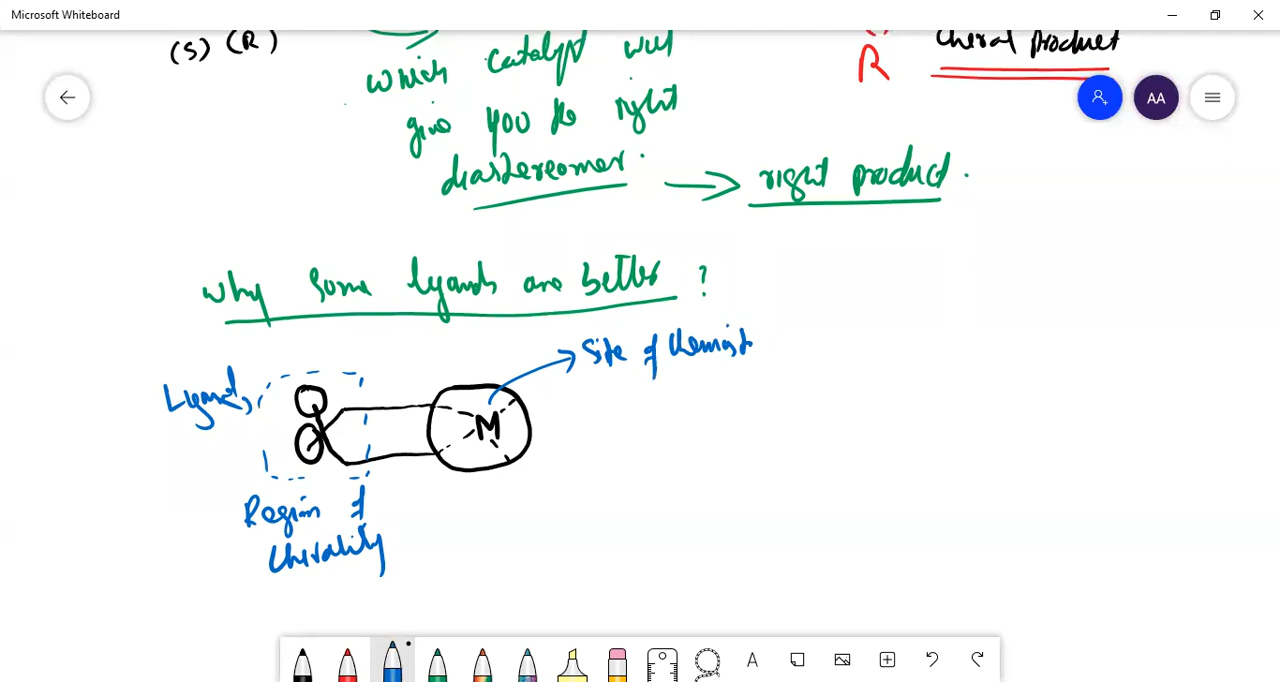 Microsoft Whiteboard
(S) (R)
which catalyst will
give you the right
diastereomer. → right product.
R
Chiral Product
AA
Why some ligands are better ?
Site of Chemist
Ligand,
M
Region of
Chirality
A